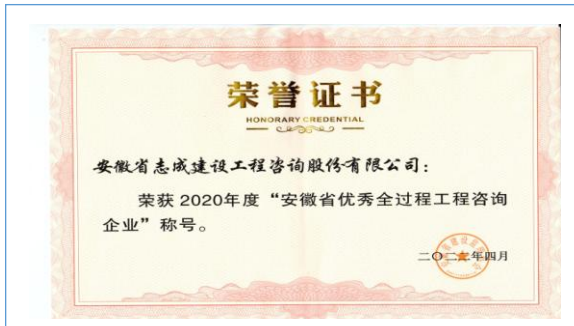 荣誉证书
HONORARY CREDENTIAL
安徽省志成建设工程咨询股份有限公司：
荣获 2020年度“安徽省优秀全过程工程咨询
企业”称号。
二〇二二年四月